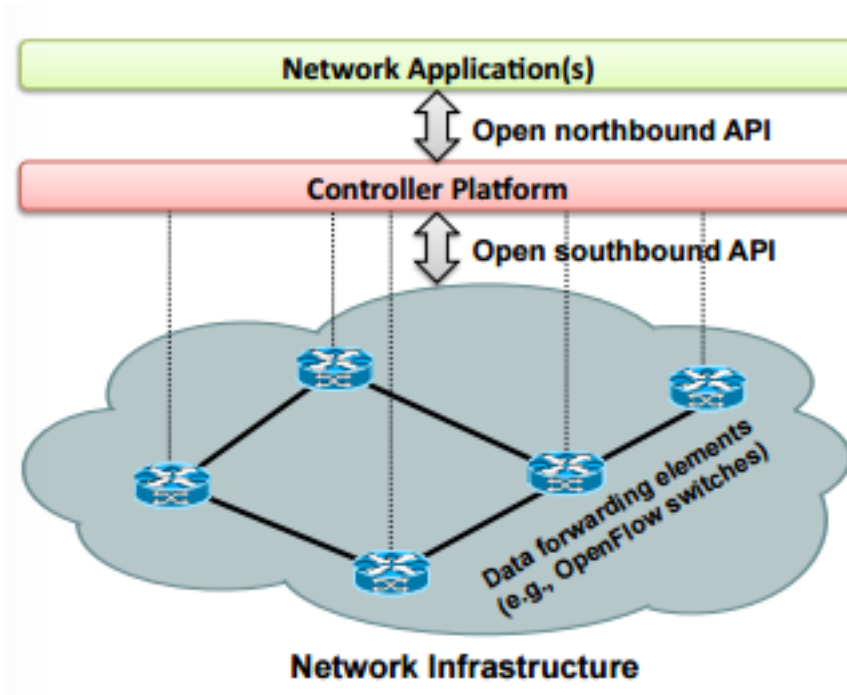 Network Application(s)
Open northbound API
Controller Platform
Open southbound API
Data forwarding elements
(e.g., OpenFlow switches)
Network Infrastructure